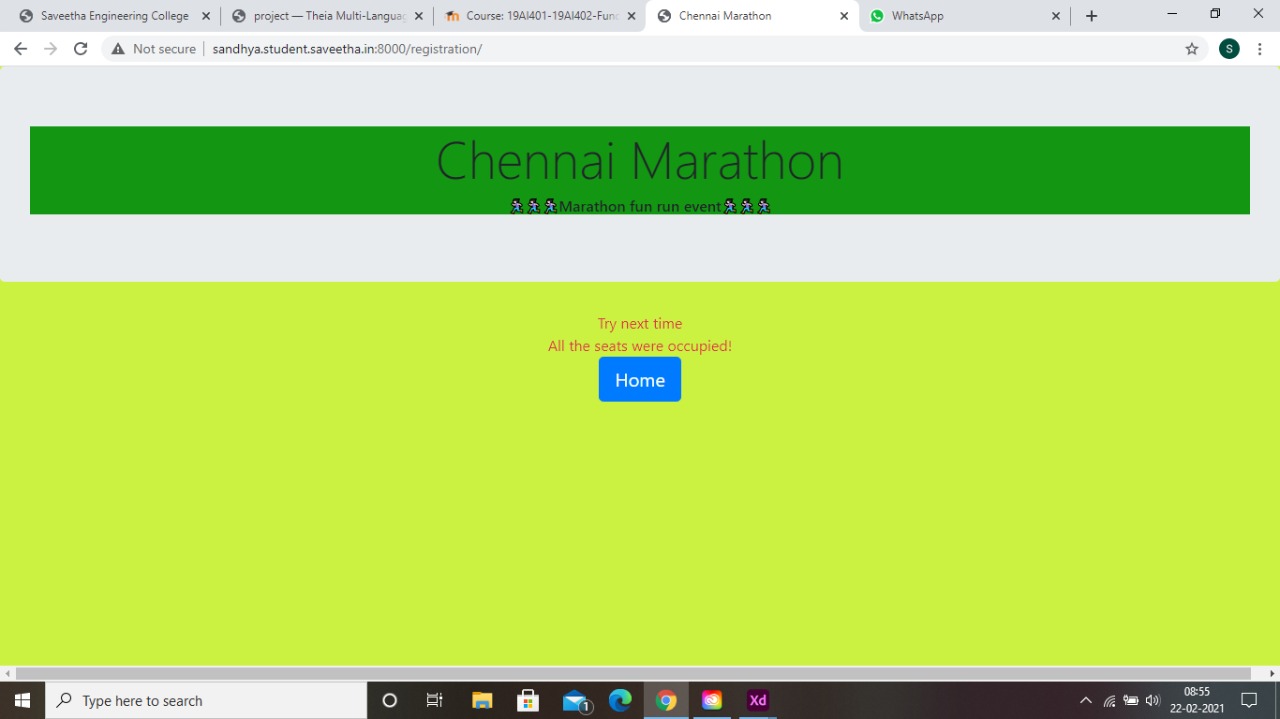 Saveetha Engineering College
project — Theia Multi-Languag
Course: 19AI401-19AI402-Fund
Chennai Marathon
WhatsApp
Not secure
sandhya.student.saveetha.in:8000/registration/
S
Chennai Marathon
🏃🏃🏃Marathon fun run event🏃🏃🏃
Try next time
All the seats were occupied!
Home
Type here to search
1
Xd
08:55
22-02-2021